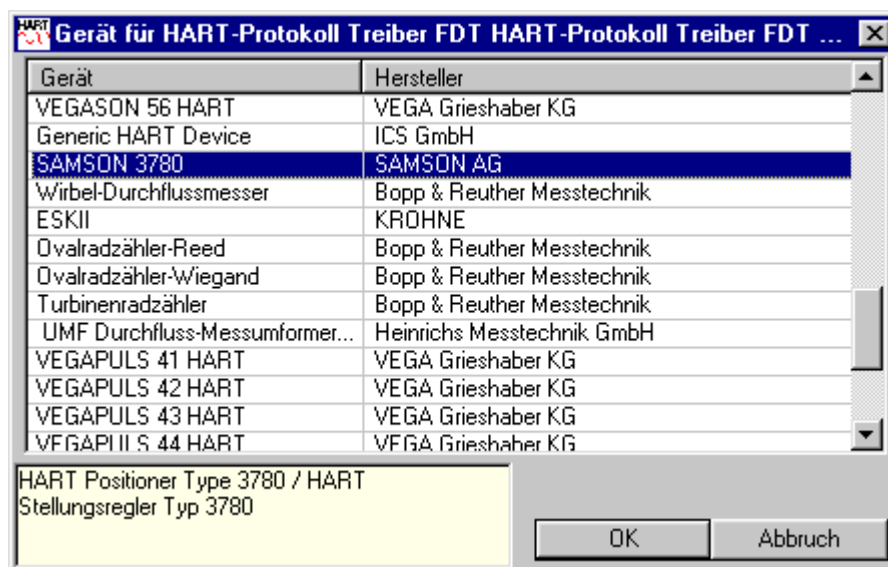 HART Gerät für HART-Protokoll Treiber FDT HART-Protokoll Treiber FDT ...
Gerät Hersteller
VEGASON 56 HART VEGA Grieshaber KG
Generic HART Device ICS GmbH
SAMSON 3780 SAMSON AG
Wirbel-Durchflussmesser Bopp & Reuther Messtechnik
ESKII KROHNE
Ovalradzähler-Reed Bopp & Reuther Messtechnik
Ovalradzähler-Wiegand Bopp & Reuther Messtechnik
Turbinenradzähler Bopp & Reuther Messtechnik
UMF Durchfluss-Messumformer... Heinrichs Messtechnik GmbH
VEGAPULS 41 HART VEGA Grieshaber KG
VEGAPULS 42 HART VEGA Grieshaber KG
VEGAPULS 43 HART VEGA Grieshaber KG
VEGAPULS 44 HART VEGA Grieshaber KG
HART Positioner Type 3780 / HART
Stellungsregler Typ 3780
OK Abbruch